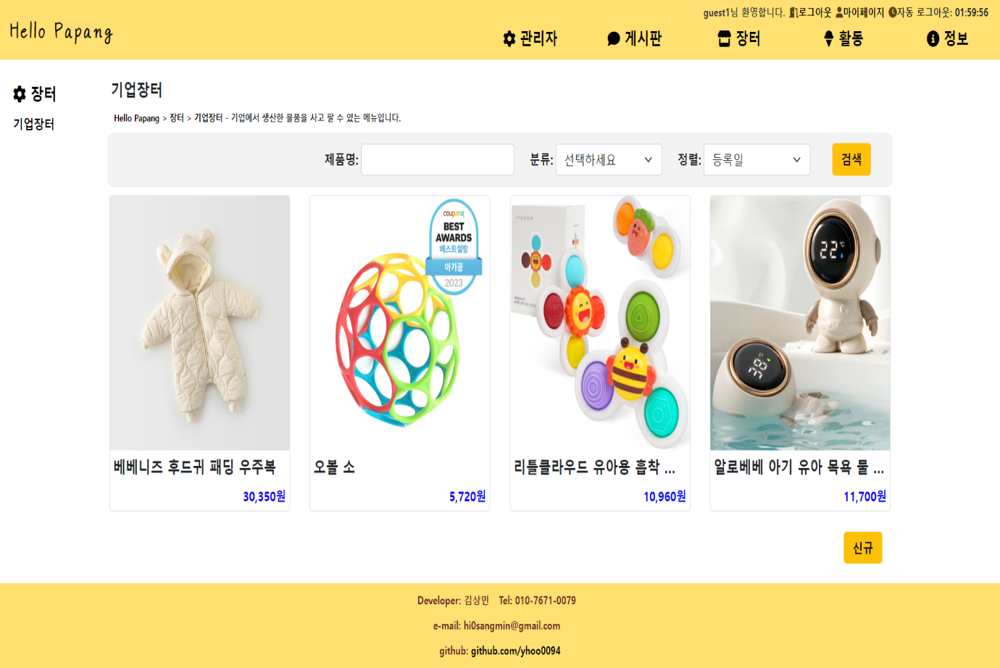 guest1님 환영합니다. 로그아웃 마이페이지 자동 로그아웃: 01:59:56
Hello Papang
관리자 게시판 장터 활동 정보
장터
기업장터
기업장터
Hello Papang > 장터 > 기업장터 - 기업에서 생산한 물품을 사고 팔 수 있는 메뉴입니다.
제품명: 분류: 선택하세요 정렬: 등록일 검색
coupang
BEST
AWARDS
베스트셀링
아기공
2023
22°C
베베니즈 후드귀 패딩 우주복
30,350원
오볼 소
5,720원
리틀클라우드 유아용 흡착 ...
10,960원
알로베베 아기 유아 목욕 물 ...
11,700원
신규
Developer: 김상민 Tel: 010-7671-0079
e-mail: hi0sangmin@gmail.com
github: github.com/yhoo0094